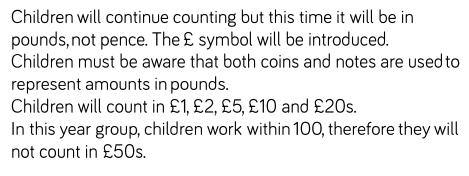 Children will continue counting but this time it will be in
pounds, not pence. The £ symbol will be introduced.
Children must be aware that both coins and notes are used to
represent amounts in pounds.
Children will count in £1, £2, £5, £10 and £20s.
In this year group, children work within 100, therefore they will
not count in £50s.